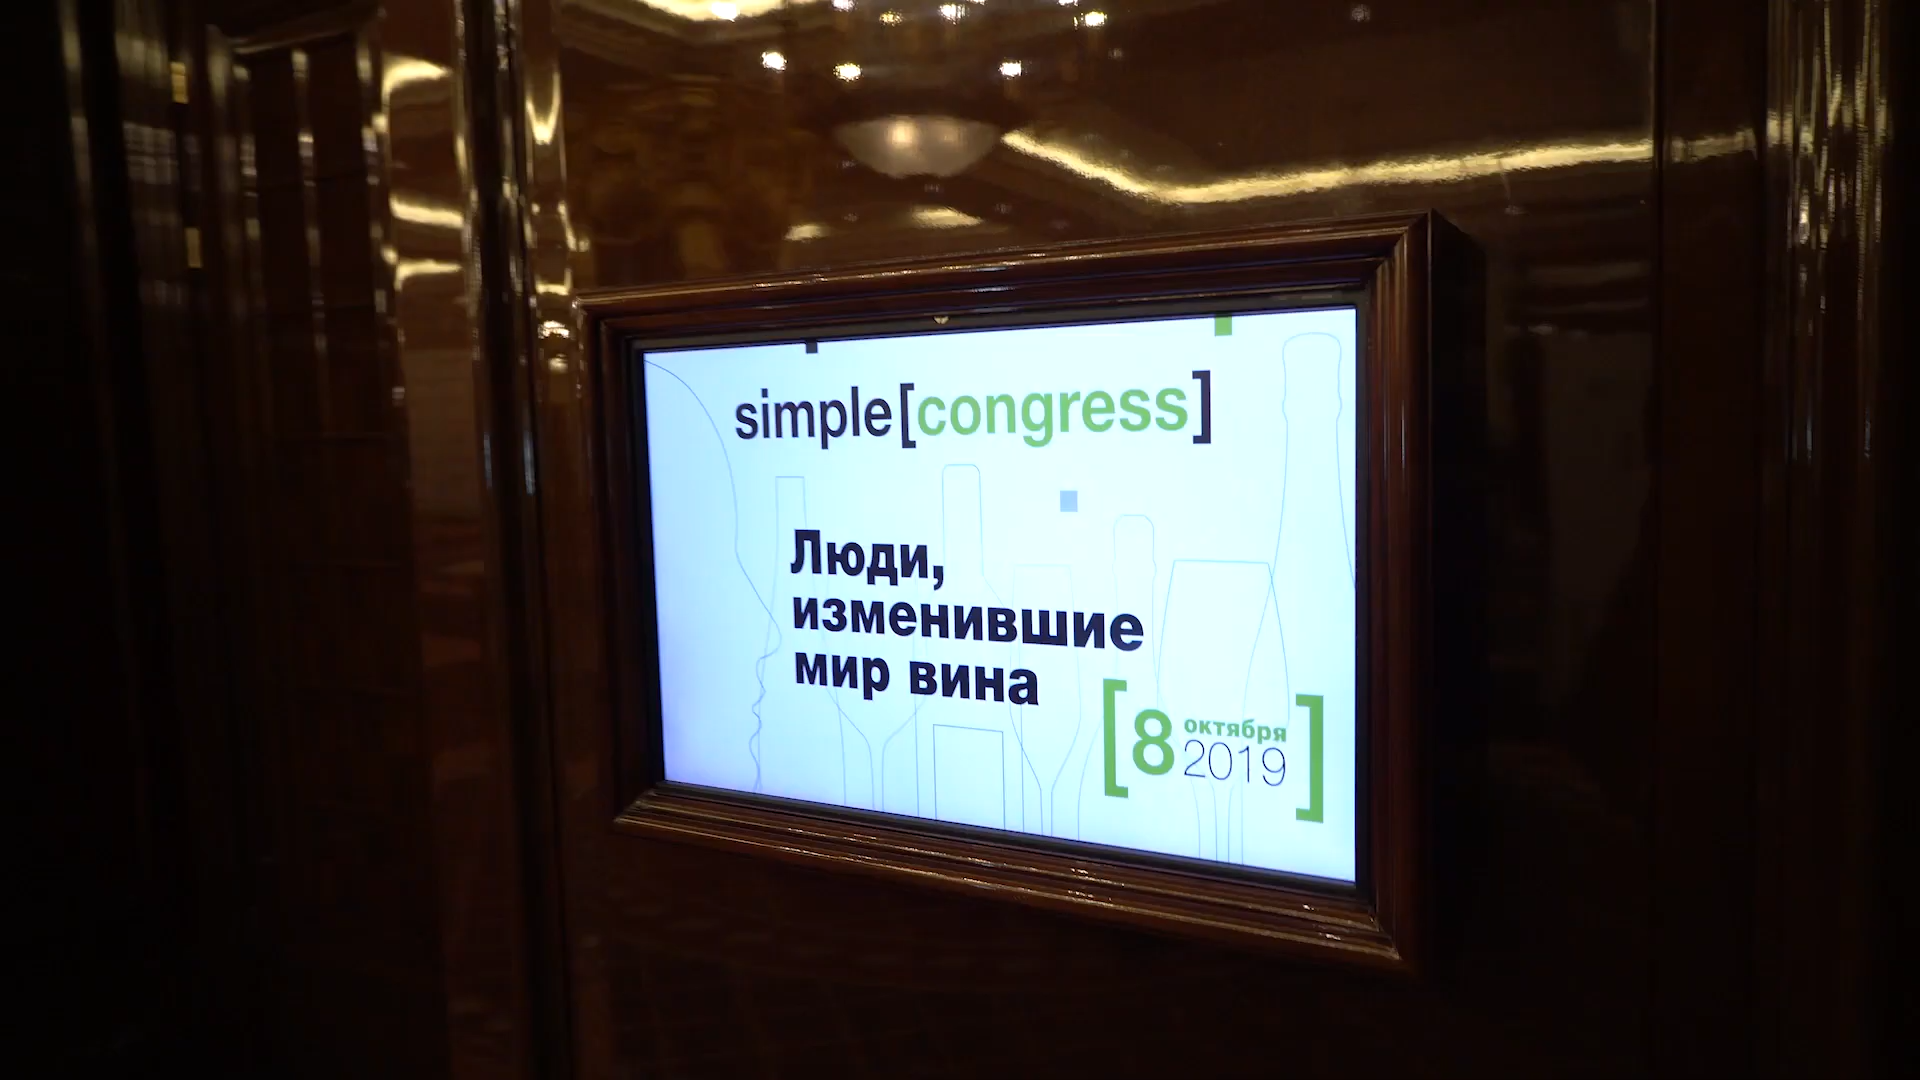 simple[congress]
Люди,
изменившие
мир вина
[8 октября
2019]